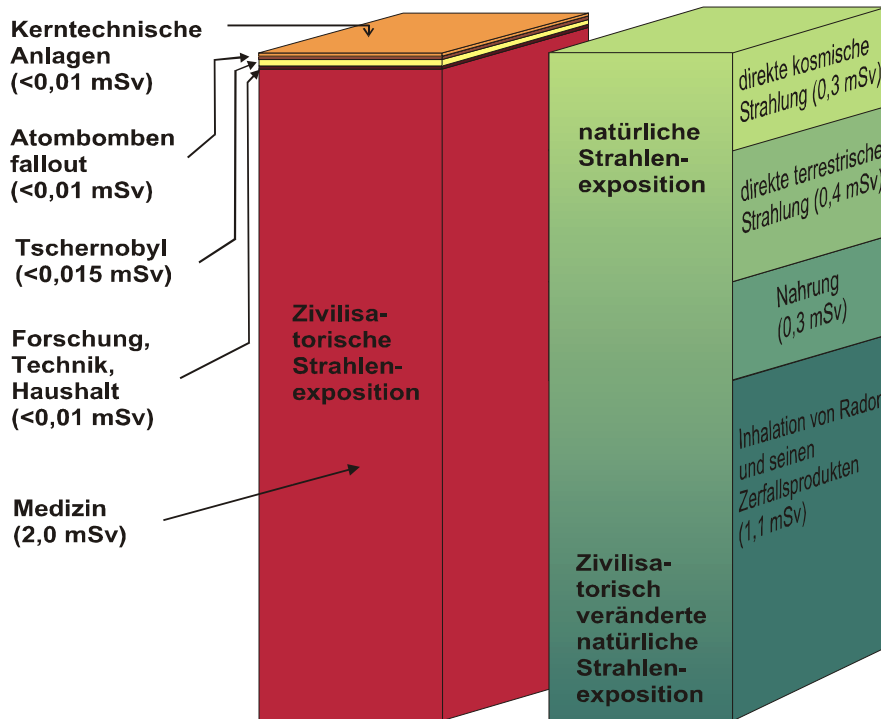 Kerntechnische
Anlagen
(<0,01 mSv)
Atombomben
fallout
(<0,01 mSv)
Tschernobyl
(<0,015 mSv)
Forschung,
Technik,
Haushalt
(<0,01 mSv)
Medizin
(2,0 mSv)
Zivilisa-
torische
Strahlen-
exposition
natürliche
Strahlen-
exposition
Zivilisa-
torisch
veränderte
natürliche
Strahlen-
exposition
direkte kosmische
Strahlung (0,3 mSv)
direkte terrestrische
Strahlung (0,4 mSv)
Nahrung
(0,3 mSv)
Inhalation von Radon
und seinen
Zerfallsprodukten
(1,1 mSv)